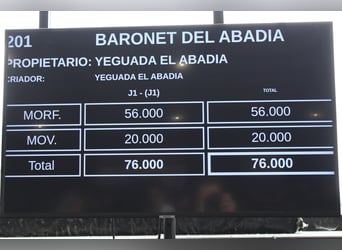 201 BARONET DEL ABADIA
PROPIETARIO: YEGUADA EL ABADIA
CRIADOR: YEGUADA EL ABADIA
J1 - (J1) TOTAL
MORF. 56.000 56.000
MOV. 20.000 20.000
Total 76.000 76.000